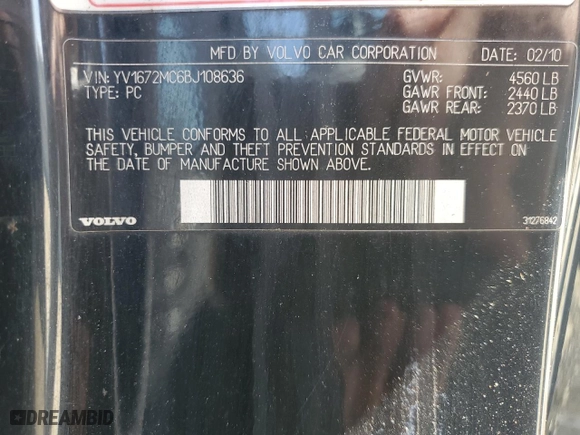 MFD BY VOLVO CAR CORPORATION DATE: 02/10
VIN: YV1672MC6BJ108636 GVWR: 4560 LB
TYPE: PC GAWR FRONT: 2440 LB
GAWR REAR: 2370 LB
THIS VEHICLE CONFORMS TO ALL APPLICABLE FEDERAL MOTOR VEHICLE
SAFETY, BUMPER AND THEFT PREVENTION STANDARDS IN EFFECT ON
THE DATE OF MANUFACTURE SHOWN ABOVE.
VOLVO 31276842
DREAMBID